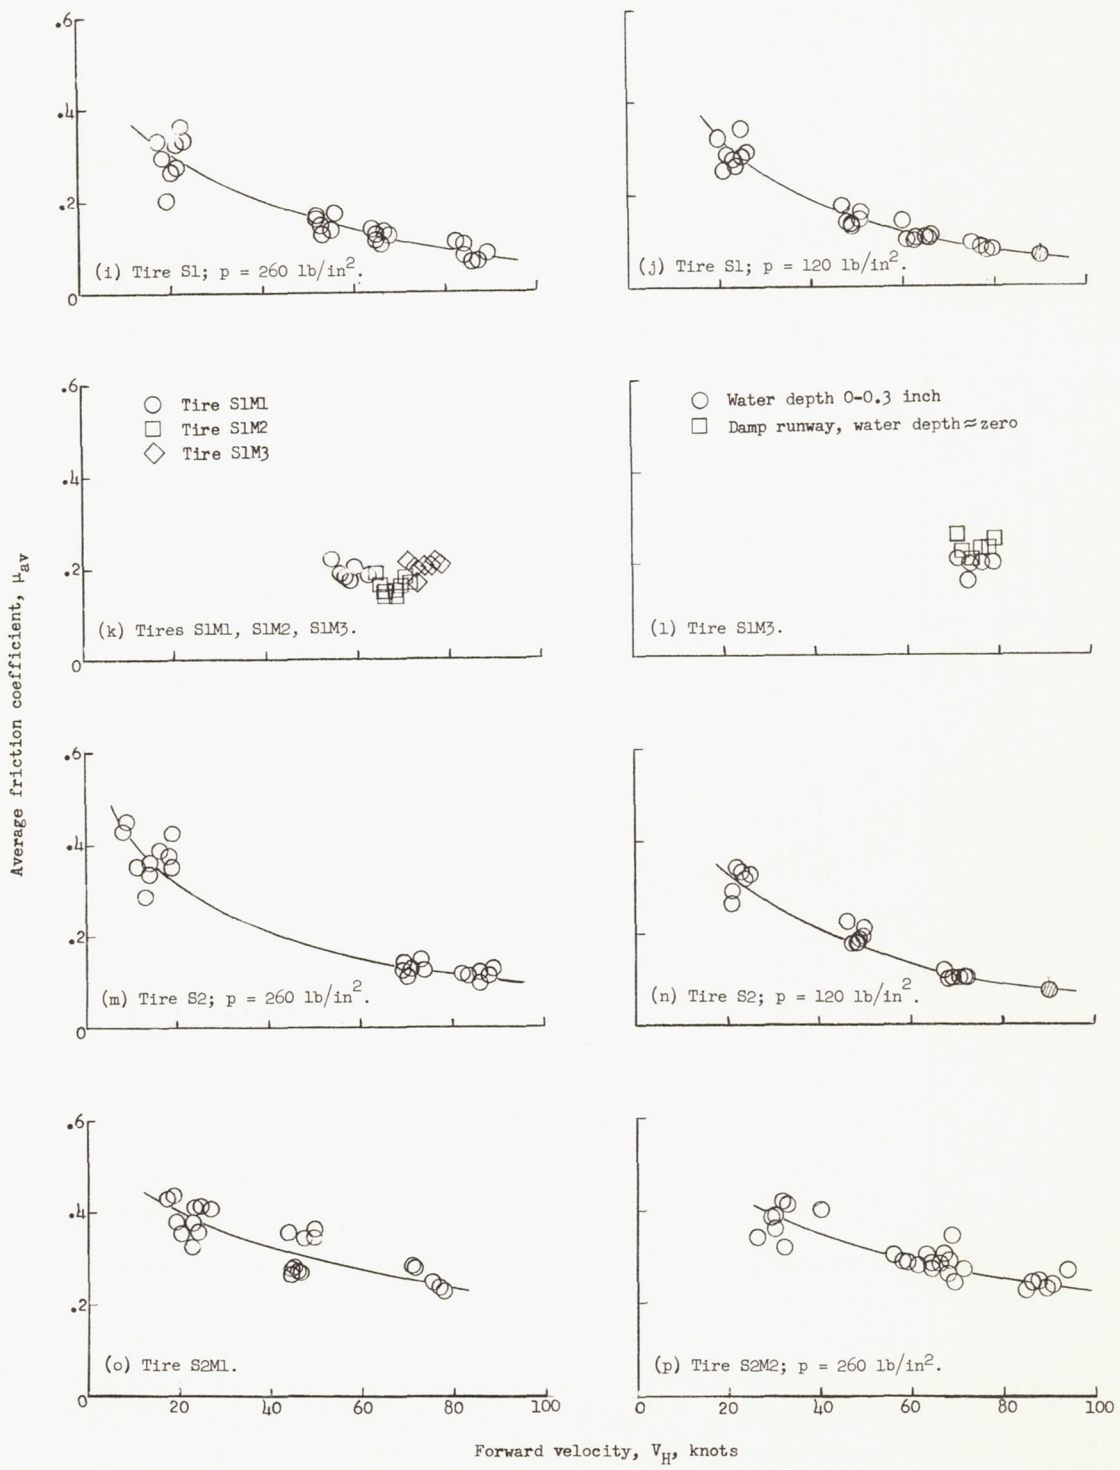 .6
.4
.2
0
(i) Tire S1; p = 260 lb/in².
(j) Tire S1; p = 120 lb/in².
.6
.4
.2
0
Tire S1M1
Tire S1M2
Tire S1M3
(k) Tires S1M1, S1M2, S1M3.
Water depth 0-0.3 inch
Damp runway, water depth≈zero
(l) Tire S1M3.
Average friction coefficient, μav
.6
.4
.2
0
(m) Tire S2; p = 260 lb/in².
(n) Tire S2; p = 120 lb/in².
.6
.4
.2
0
(o) Tire S2M1.
(p) Tire S2M2; p = 260 lb/in².
20 40 60 80 100
0 20 40 60 80 100
Forward velocity, VH, knots